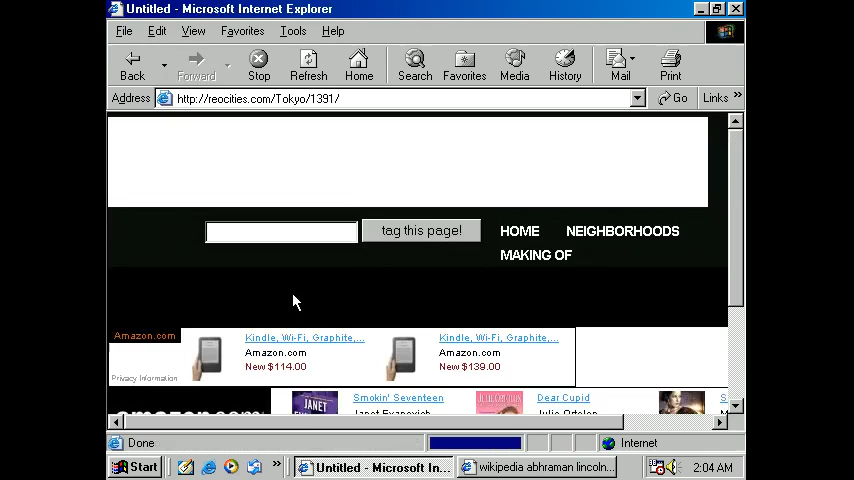 Untitled - Microsoft Internet Explorer
File Edit View Favorites Tools Help
Back Forward Stop Refresh Home Search Favorites Media History Mail Print
Address http://reocities.com/Tokyo/1391/ Go Links »
tag this page! HOME NEIGHBORHOODS
MAKING OF
Amazon.com
Privacy Information
Kindle, Wi-Fi, Graphite,...
Amazon.com
New $114.00
Kindle, Wi-Fi, Graphite,...
Amazon.com
New $139.00
amazon.com
JANET
Smokin' Seventeen
Janet Evanovich
Dear Cupid
Julie Ortolon
S
Done Internet
Start » Untitled - Microsoft In... wikipedia abhraman lincoln... 2:04 AM